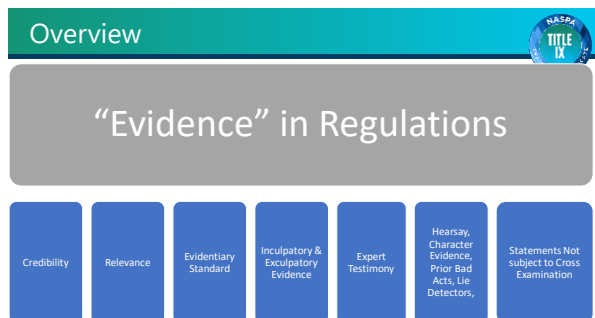 Overview
NASPA
TITLE
IX
“Evidence” in Regulations
Credibility
Relevance
Evidentiary
Standard
Inculpatory &
Exculpatory
Evidence
Expert
Testimony
Hearsay,
Character
Evidence,
Prior Bad
Acts, Lie
Detectors,
Statements Not
subject to Cross
Examination